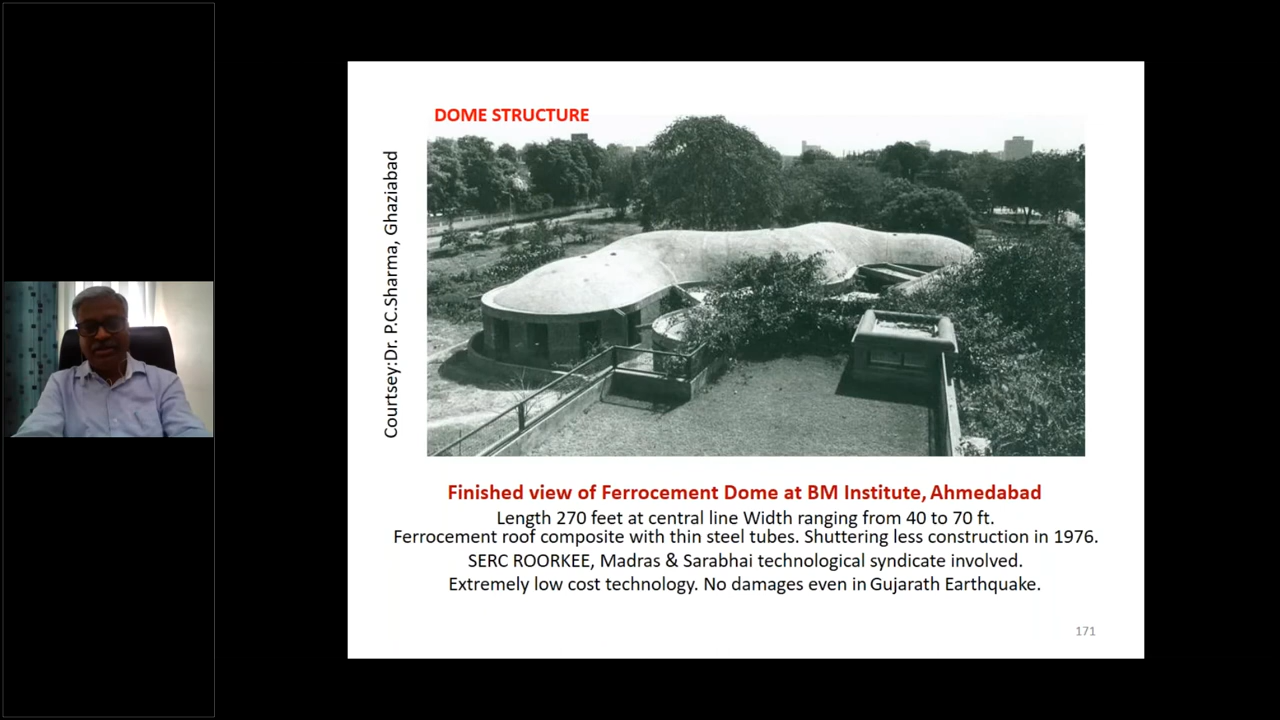 DOME STRUCTURE
Courtsey:Dr. P.C.Sharma, Ghaziabad
Finished view of Ferrocement Dome at BM Institute, Ahmedabad
Length 270 feet at central line Width ranging from 40 to 70 ft.
Ferrocement roof composite with thin steel tubes. Shuttering less construction in 1976.
SERC ROORKEE, Madras & Sarabhai technological syndicate involved.
Extremely low cost technology. No damages even in Gujarath Earthquake.
171